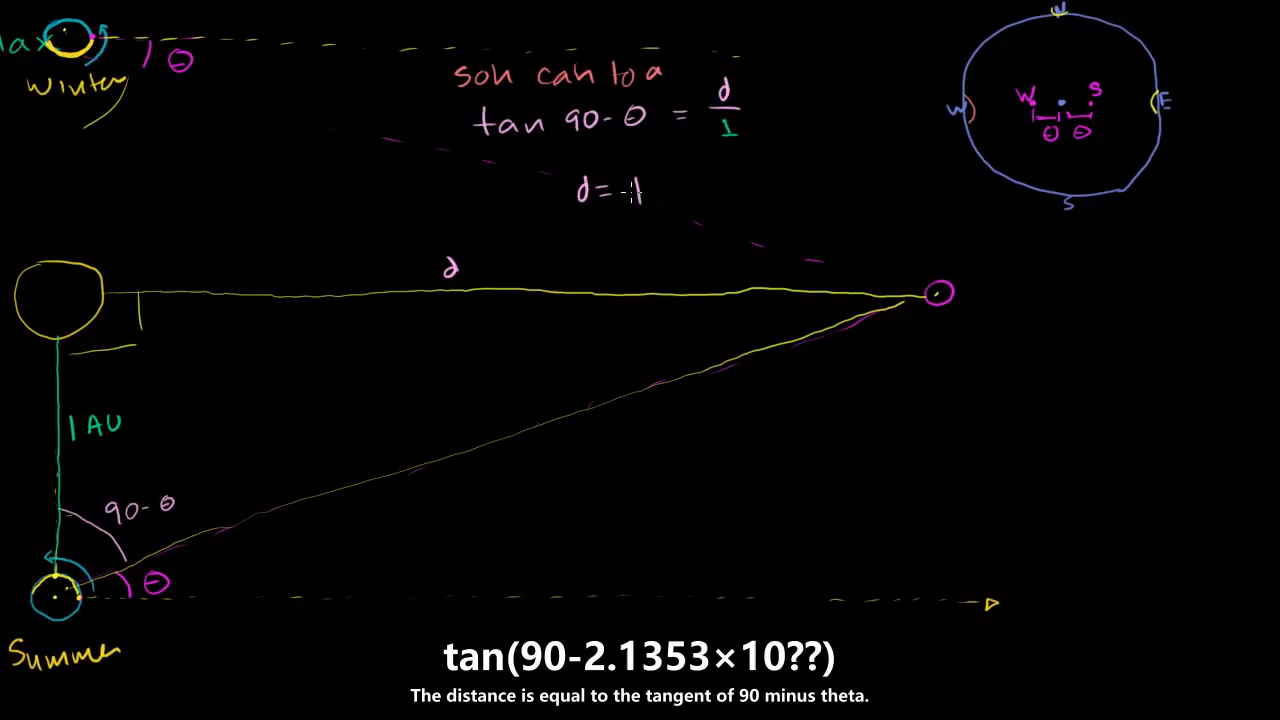 lax
Winter
θ
soh cah toa
tan 90-θ = d
1
d=
d
1 AU
90-θ
θ
Summer
N
W
E
S
W
S
θ θ
tan(90-2.1353×10??)
The distance is equal to the tangent of 90 minus theta.